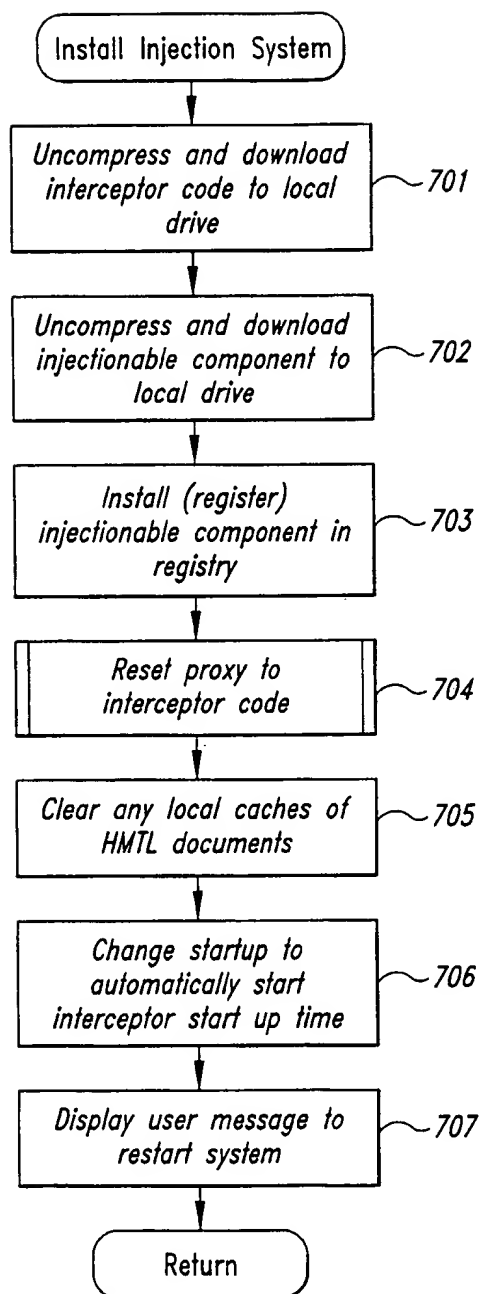 Install Injection System
Uncompress and download
interceptor code to local
drive
701
Uncompress and download
injectionable component to
local drive
702
Install (register)
injectionable component in
registry
703
Reset proxy to
interceptor code
704
Clear any local caches of
HMTL documents
705
Change startup to
automatically start
interceptor start up time
706
Display user message to
restart system
707
Return